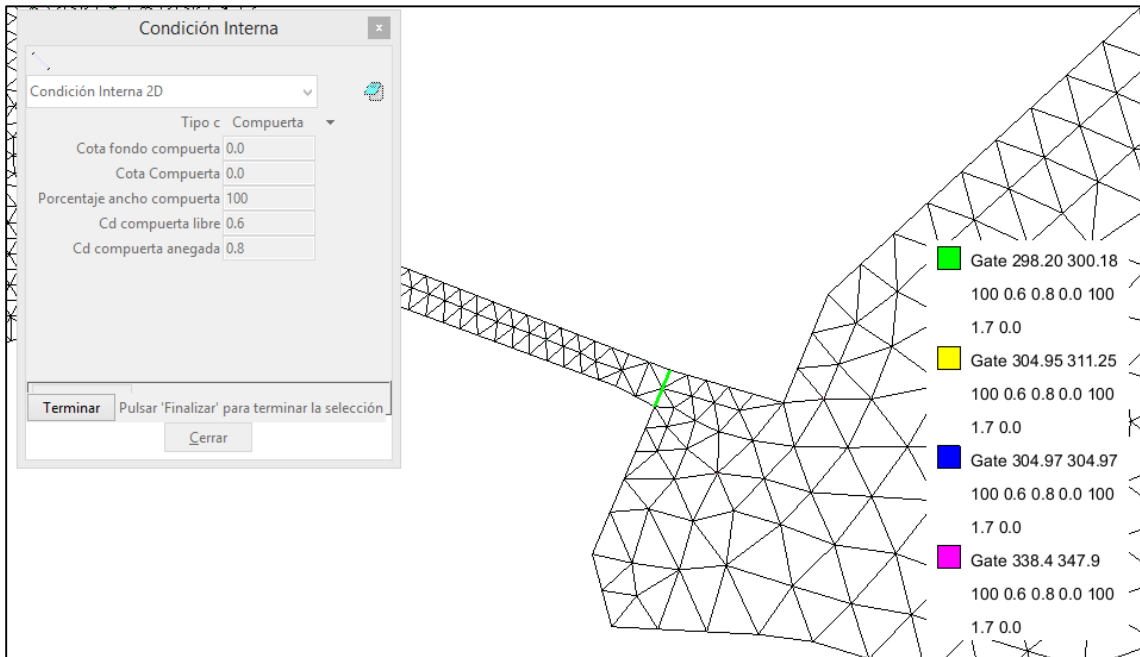 Condición Interna
x
Condición Interna 2D
Tipo c Compuerta
Cota fondo compuerta 0.0
Cota Compuerta 0.0
Porcentaje ancho compuerta 100
Cd compuerta libre 0.6
Cd compuerta anegada 0.8
Terminar Pulsar 'Finalizar' para terminar la selección
Cerrar
Gate 298.20 300.18
100 0.6 0.8 0.0 100
1.7 0.0
Gate 304.95 311.25
100 0.6 0.8 0.0 100
1.7 0.0
Gate 304.97 304.97
100 0.6 0.8 0.0 100
1.7 0.0
Gate 338.4 347.9
100 0.6 0.8 0.0 100
1.7 0.0